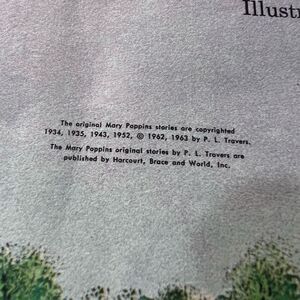 Illustr
The original Mary Poppins stories are copyrighted
1934, 1935, 1943, 1952, © 1962, 1963 by P. L. Travers.
The Mary Poppins original stories by P. L. Travers are
published by Harcourt, Brace and World, Inc.